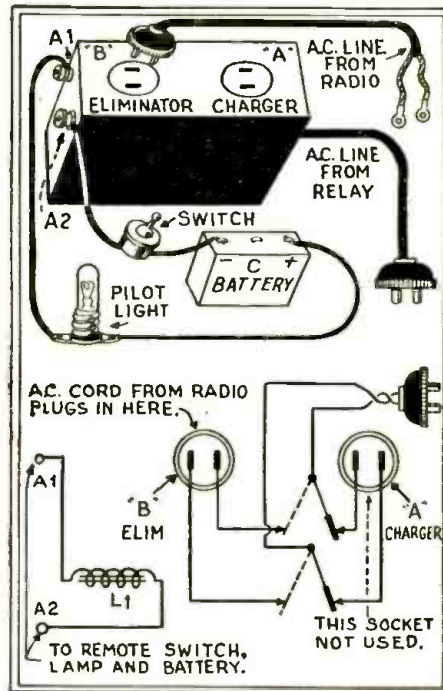 A1
"B"
"A"
A.C. LINE
FROM
RADIO
ELIMINATOR
CHARGER
A.C. LINE
FROM
RELAY
A2
SWITCH
- C +
BATTERY
PILOT
LIGHT
A.C. CORD FROM RADIO
PLUGS IN HERE.
A1
"B"
ELIM
"A"
CHARGER
L1
A2
THIS SOCKET
NOT USED.
TO REMOTE SWITCH,
LAMP AND BATTERY.